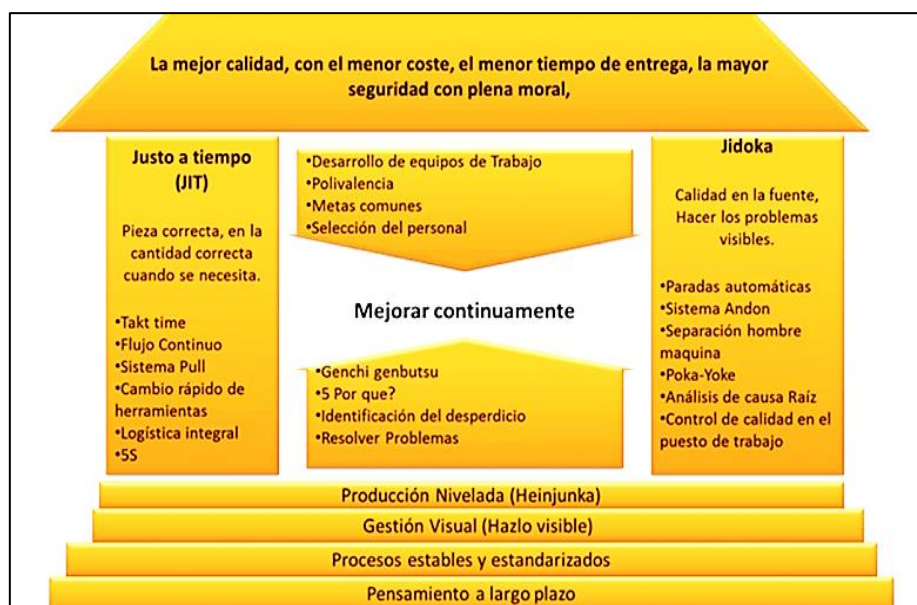 La mejor calidad, con el menor coste, el menor tiempo de entrega, la mayor
seguridad con plena moral,
Justo a tiempo
(JIT)
Pieza correcta, en la
cantidad correcta
cuando se necesita.
•Takt time
•Flujo Continuo
•Sistema Pull
•Cambio rápido de
herramientas
•Logística integral
•5S
•Desarrollo de equipos de Trabajo
•Polivalencia
•Metas comunes
•Selección del personal
Mejorar continuamente
•Genchi genbutsu
•5 Por que?
•Identificación del desperdicio
•Resolver Problemas
Jidoka
Calidad en la fuente,
Hacer los problemas
visibles.
•Paradas automáticas
•Sistema Andon
•Separación hombre
maquina
•Poka-Yoke
•Análisis de causa Raíz
•Control de calidad en el
puesto de trabajo
Producción Nivelada (Heinjunka)
Gestión Visual (Hazlo visible)
Procesos estables y estandarizados
Pensamiento a largo plazo